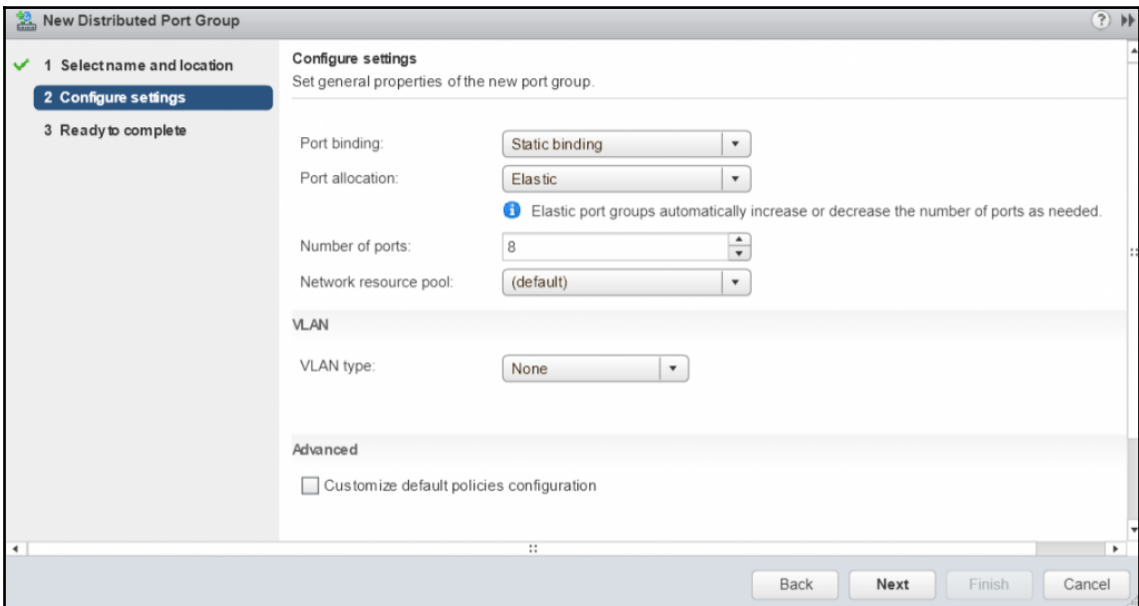 New Distributed Port Group
1 Select name and location
2 Configure settings
3 Ready to complete
Configure settings
Set general properties of the new port group.
Port binding: Static binding
Port allocation: Elastic
Elastic port groups automatically increase or decrease the number of ports as needed.
Number of ports: 8
Network resource pool: (default)
VLAN
VLAN type: None
Advanced
Customize default policies configuration
Back Next Finish Cancel